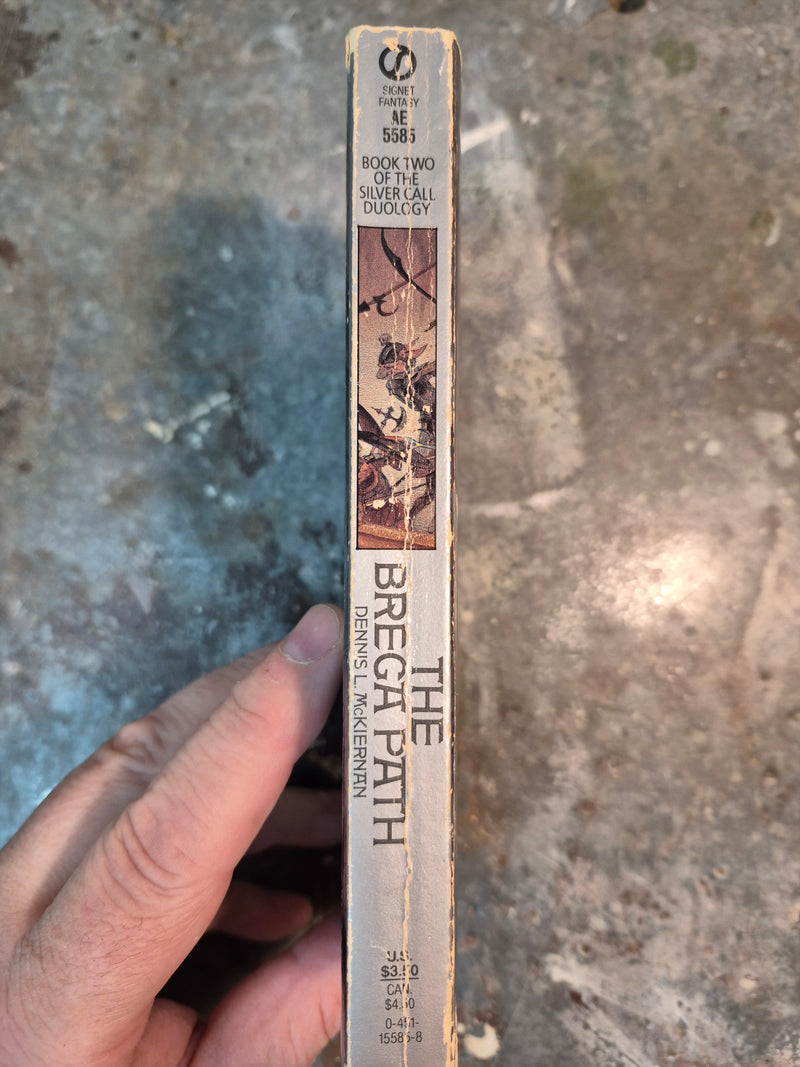 SIGNET
FANTASY
AE
5585
BOOK TWO
OF THE
SILVER CALL
DUOLOGY
THE
BREGA PATH
DENNIS L. McKIERNAN
U.S.
$3.50
CAN.
$4.50
0-451-
15585-8